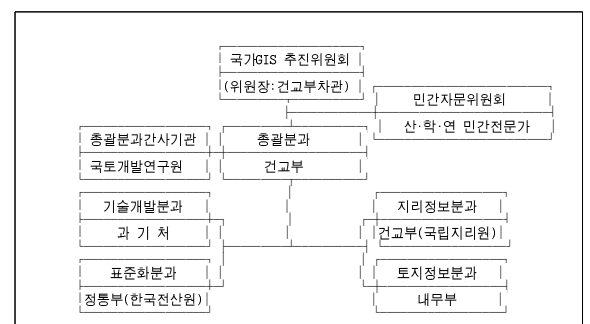 국가GIS 추진위원회
(위원장:건교부차관)
민간자문위원회
산·학·연 민간전문가
총괄분과간사기관
총괄분과
국토개발연구원
건교부
기술개발분과
지리정보분과
과 기 처
건교부(국립지리원)
표준화분과
토지정보분과
정통부(한국전산원)
내무부